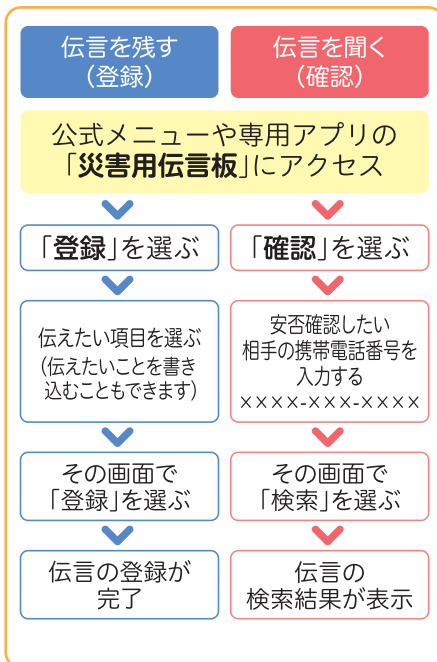 伝言を残す
(登録)
伝言を聞く
(確認)
公式メニューや専用アプリの
「災害用伝言板」にアクセス
「登録」を選ぶ
「確認」を選ぶ
伝えたい項目を選ぶ
(伝えたいことを書き
込むこともできます)
安否確認したい
相手の携帯電話番号を
入力する
××××-×××-××××
その画面で
「登録」を選ぶ
その画面で
「検索」を選ぶ
伝言の登録が
完了
伝言の
検索結果が表示